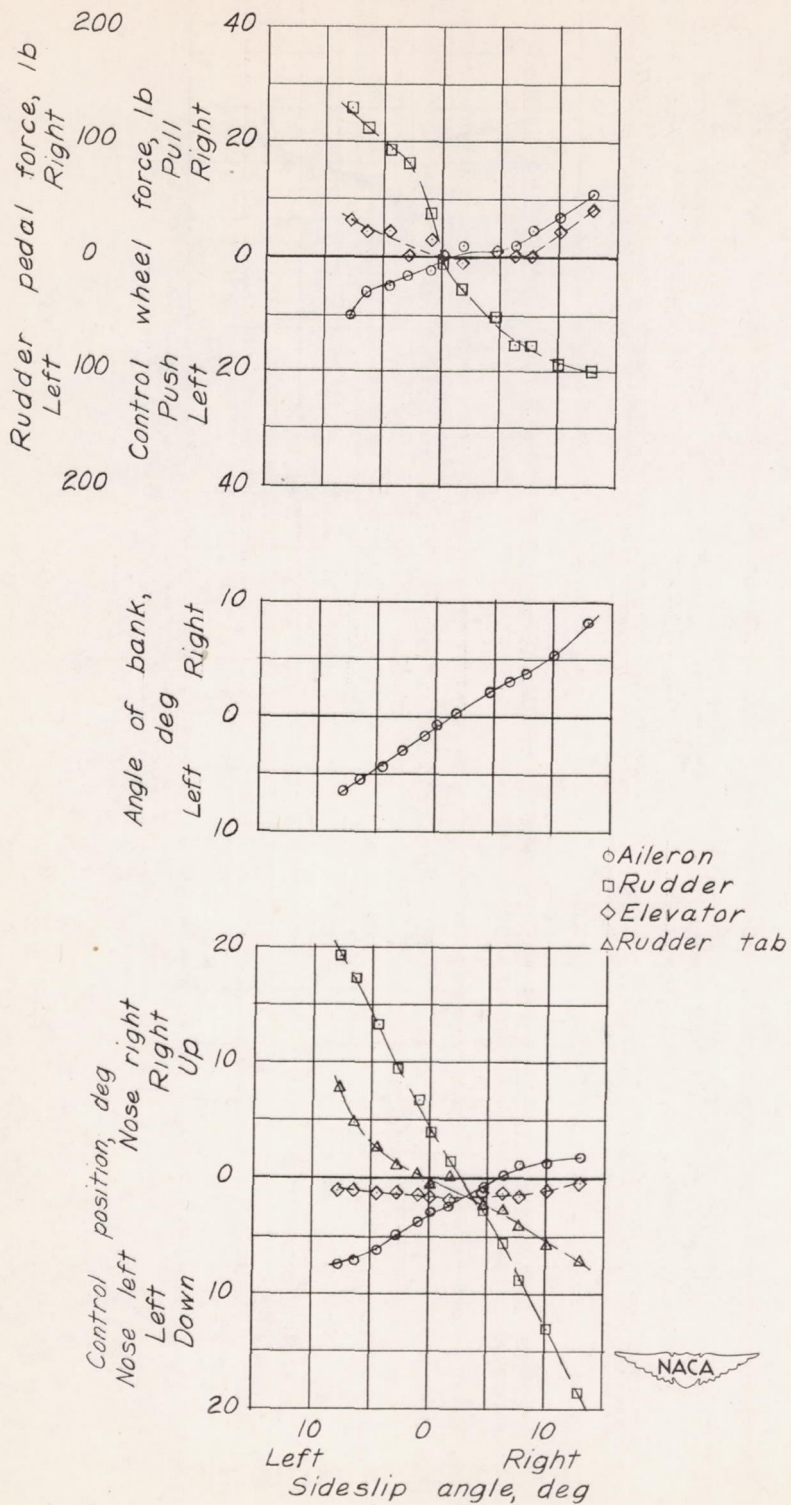 Rudder pedal force, lb
Left Right
200
100
0
100
200
Control wheel force, lb
Push Pull
Left Right
40
20
0
20
40
Angle of bank,
deg
Left Right
10
0
10
Aileron
Rudder
Elevator
Rudder tab
Control position, deg
Nose left Nose right
Left Right
Down Up
20
10
0
10
20
10 0 10
Left Right
Sideslip angle, deg
NACA